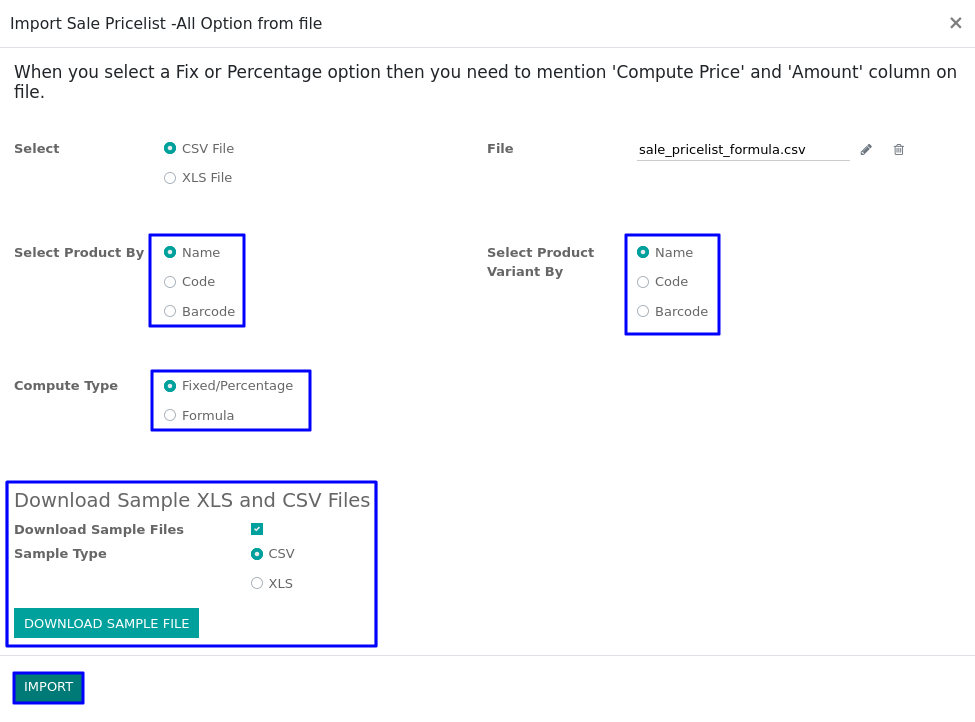 Import Sale Pricelist -All Option from file
When you select a Fix or Percentage option then you need to mention 'Compute Price' and 'Amount' column on
file.
Select
CSV File
XLS File
File
sale_pricelist_formula.csv
Select Product By
Name
Code
Barcode
Select Product
Variant By
Name
Code
Barcode
Compute Type
Fixed/Percentage
Formula
Download Sample XLS and CSV Files
Download Sample Files
Sample Type
CSV
XLS
DOWNLOAD SAMPLE FILE
IMPORT